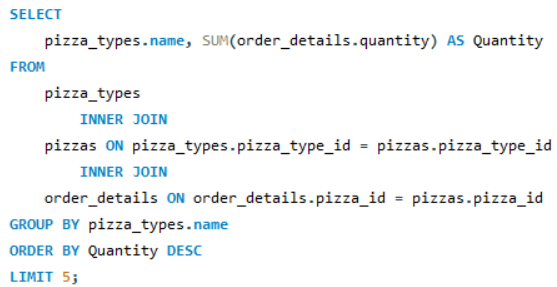 SELECT
pizza_types.name, SUM(order_details.quantity) AS Quantity
FROM
pizza_types
INNER JOIN
pizzas ON pizza_types.pizza_type_id = pizzas.pizza_type_id
INNER JOIN
order_details ON order_details.pizza_id = pizzas.pizza_id
GROUP BY pizza_types.name
ORDER BY Quantity DESC
LIMIT 5;